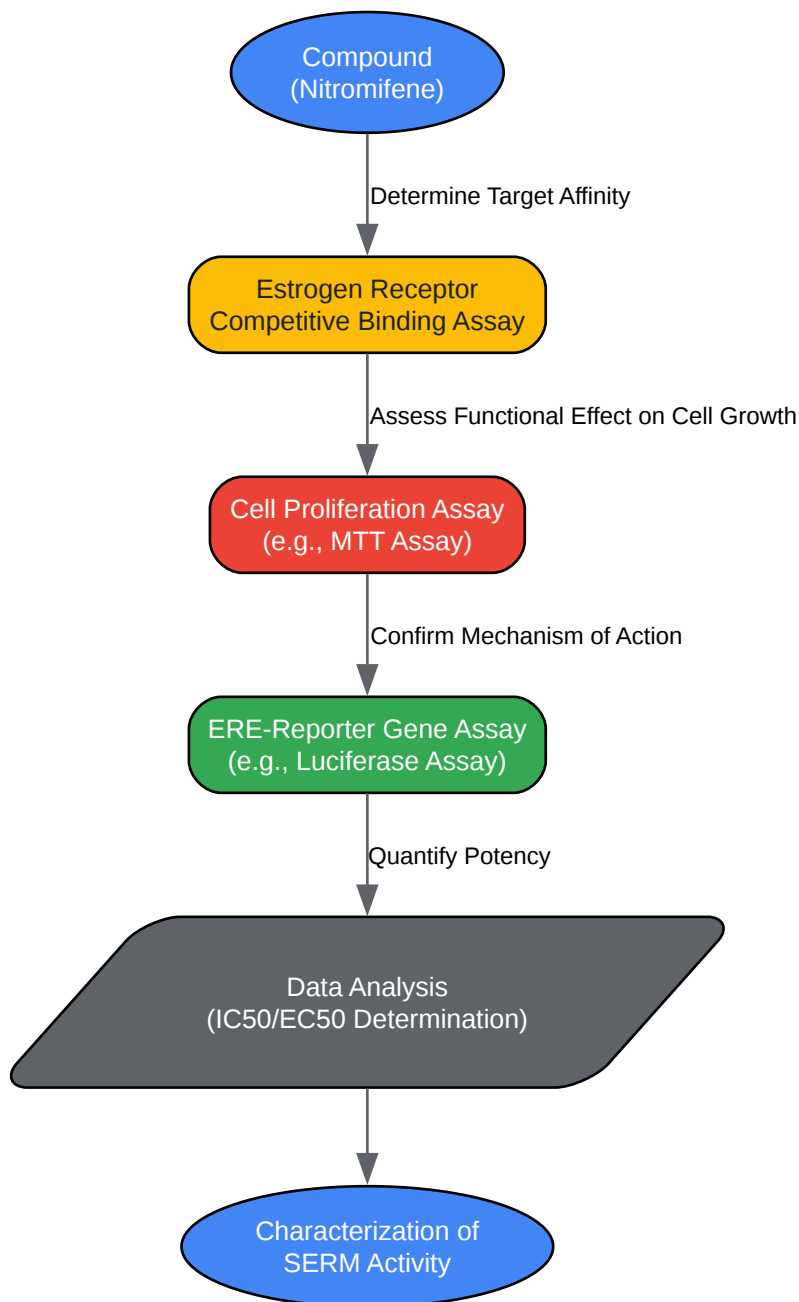 Compound
(Nitromifene)
Determine Target Affinity
Estrogen Receptor
Competitive Binding Assay
Assess Functional Effect on Cell Growth
Cell Proliferation Assay
(e.g., MTT Assay)
Confirm Mechanism of Action
ERE-Reporter Gene Assay
(e.g., Luciferase Assay)
Quantify Potency
Data Analysis
(IC50/EC50 Determination)
Characterization of
SERM Activity